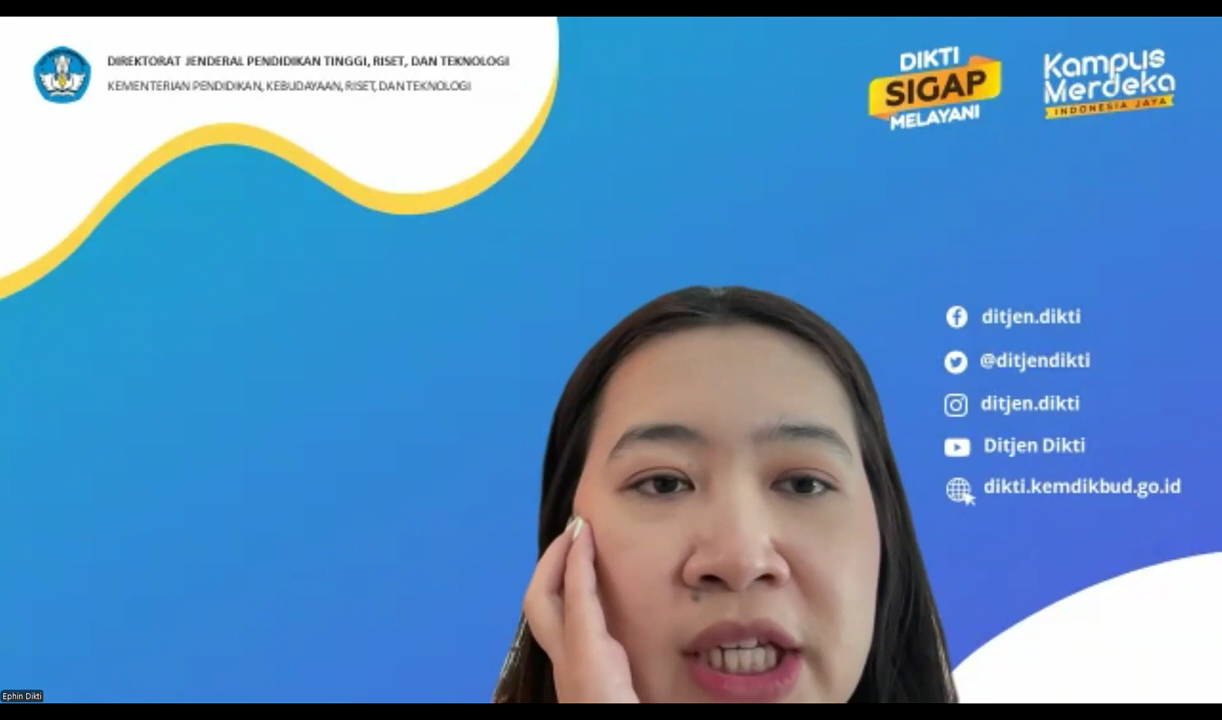 DIREKTORAT JENDERAL PENDIDIKAN TINGGI, RISET, DAN TEKNOLOGI
KEMENTERIAN PENDIDIKAN, KEBUDAYAAN, RISET, DAN TEKNOLOGI
DIKTI
SIGAP
MELAYANI
Kampus
Merdeka
INDONESIA JAYA
ditjen.dikti
@ditjendikti
ditjen.dikti
Ditjen Dikti
dikti.kemdikbud.go.id
Ephin Dikti